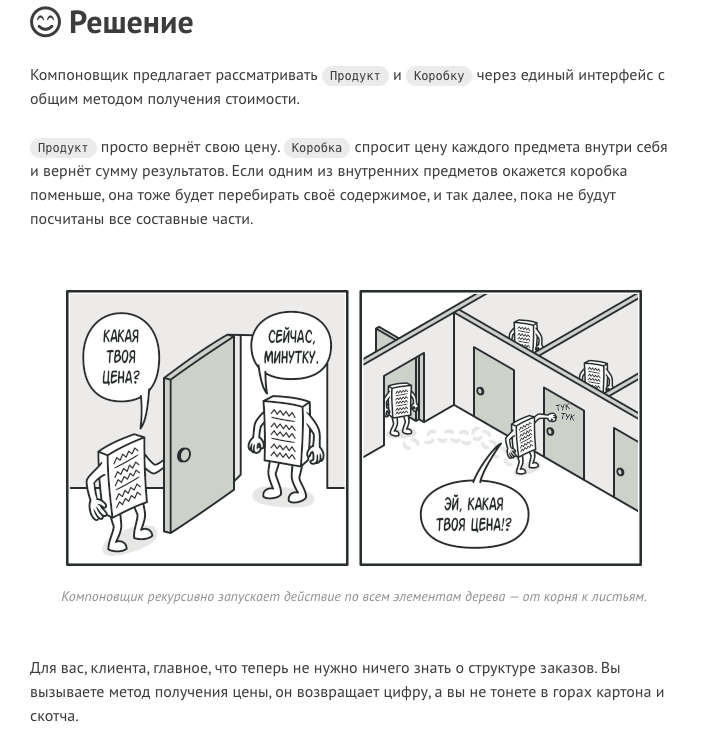 Решение
Компоновщик предлагает рассматривать Продукт и Коробку через единый интерфейс с
общим методом получения стоимости.
Продукт просто вернёт свою цену. Коробка спросит цену каждого предмета внутри себя
и вернёт сумму результатов. Если одним из внутренних предметов окажется коробка
поменьше, она тоже будет перебирать своё содержимое, и так далее, пока не будут
посчитаны все составные части.
КАКАЯ
ТВОЯ
ЦЕНА?
СЕЙЧАС,
МИНУТКУ.
ТУК
ТУК
ЭЙ, КАКАЯ
ТВОЯ ЦЕНА!?
Компоновщик рекурсивно запускает действие по всем элементам дерева — от корня к листьям.
Для вас, клиента, главное, что теперь не нужно ничего знать о структуре заказов. Вы
вызываете метод получения цены, он возвращает цифру, а вы не тонете в горах картона и
скотча.